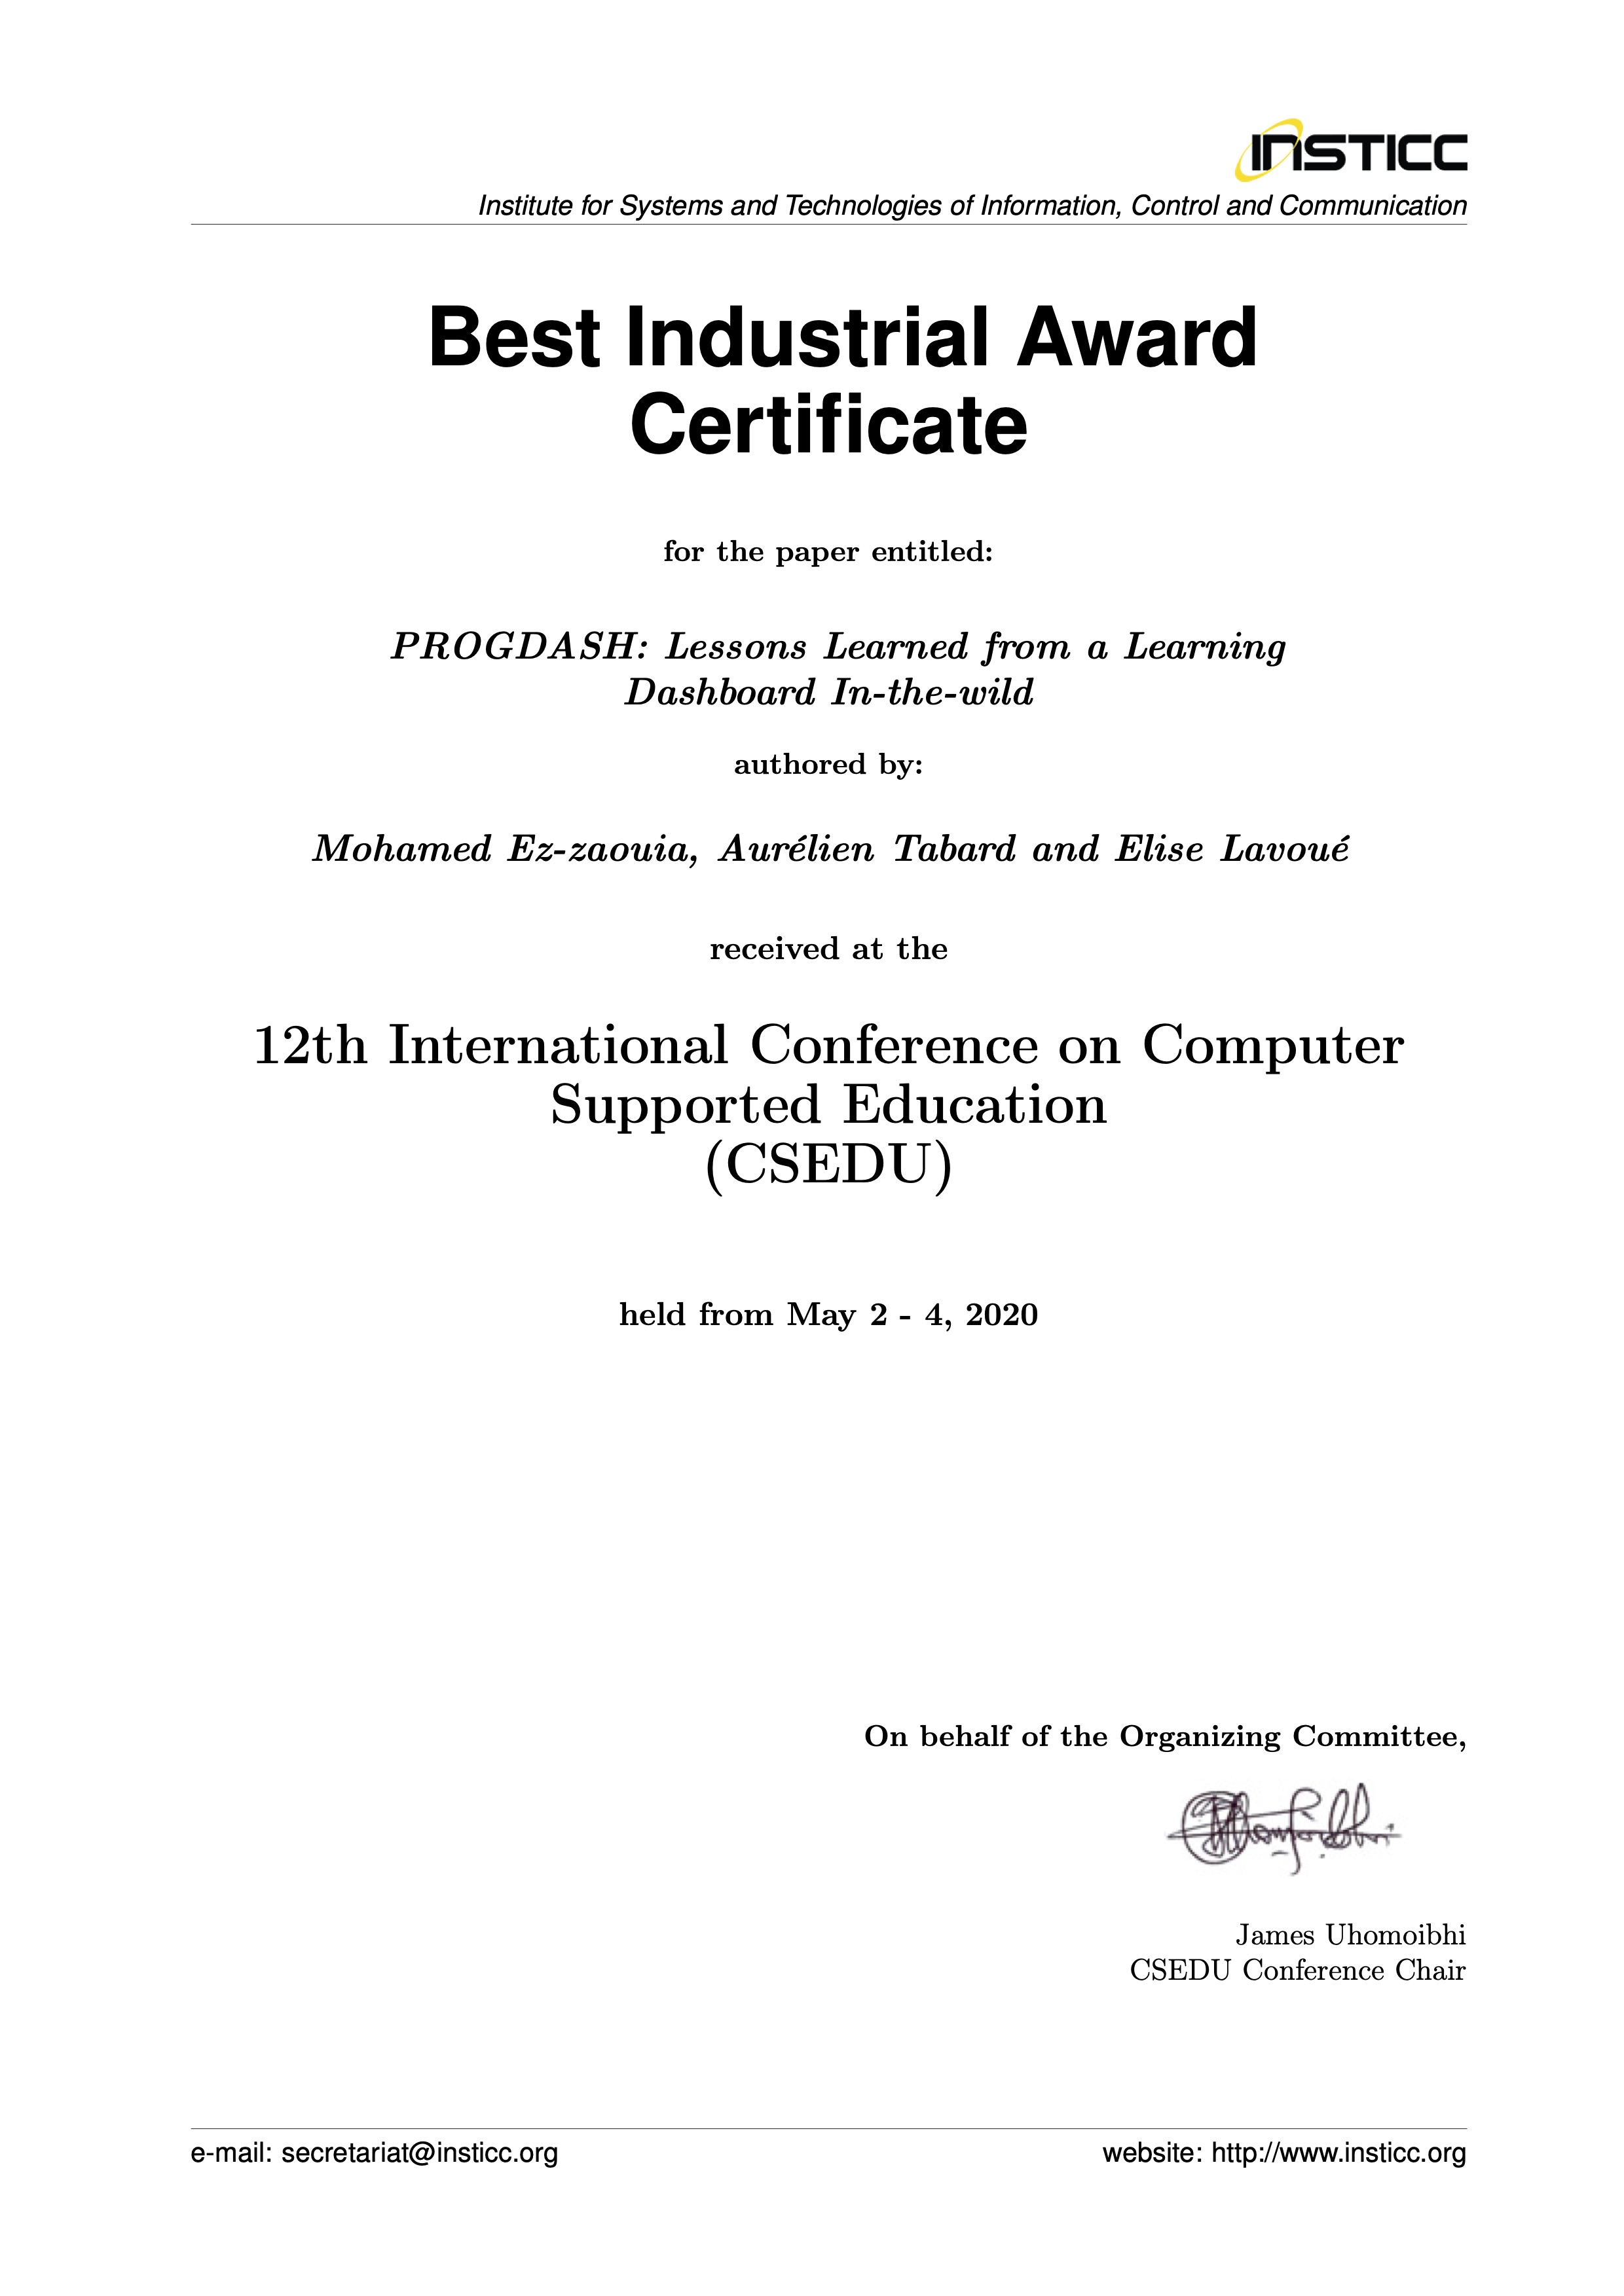 INSTICC
Institute for Systems and Technologies of Information, Control and Communication
Best Industrial Award
Certificate
for the paper entitled:
PROGDASH: Lessons Learned from a Learning
Dashboard In-the-wild
authored by:
Mohamed Ez-zaouia, Aurélien Tabard and Elise Lavoué
received at the
12th International Conference on Computer
Supported Education
(CSEDU)
held from May 2 - 4, 2020
On behalf of the Organizing Committee,
James Uhomoibhi
CSEDU Conference Chair
e-mail: secretariat@insticc.org website: http://www.insticc.org